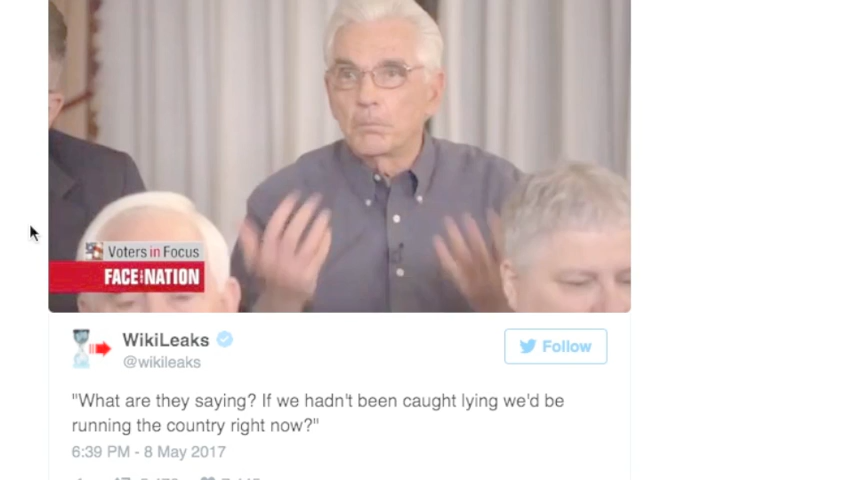 Voters in Focus
FACE THE NATION
WikiLeaks
@wikileaks
Follow
"What are they saying? If we hadn't been caught lying we'd be
running the country right now?"
6:39 PM - 8 May 2017